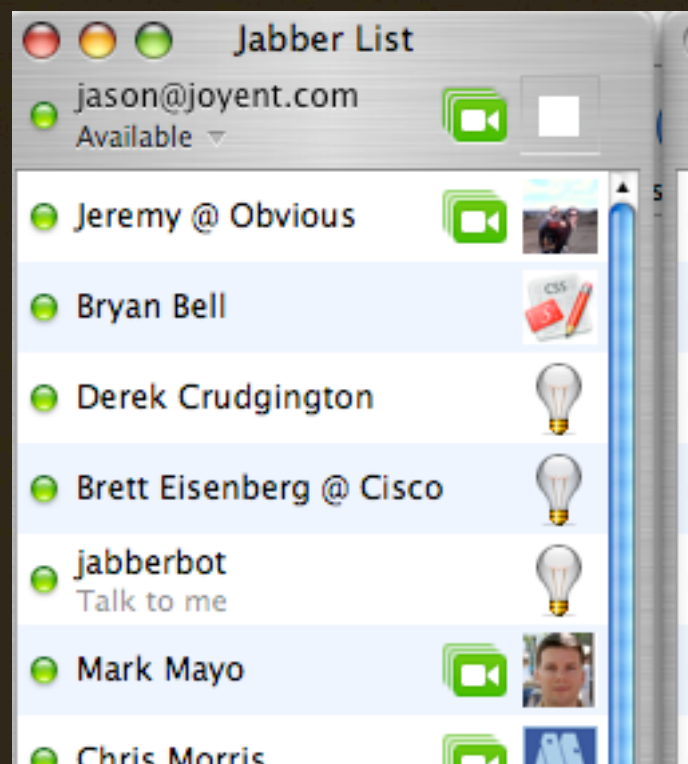 Jabber List
jason@joyent.com
Available
Jeremy @ Obvious
Bryan Bell
CSS
Derek Crudgington
Brett Eisenberg @ Cisco
jabberbot
Talk to me
Mark Mayo
Chris Morris